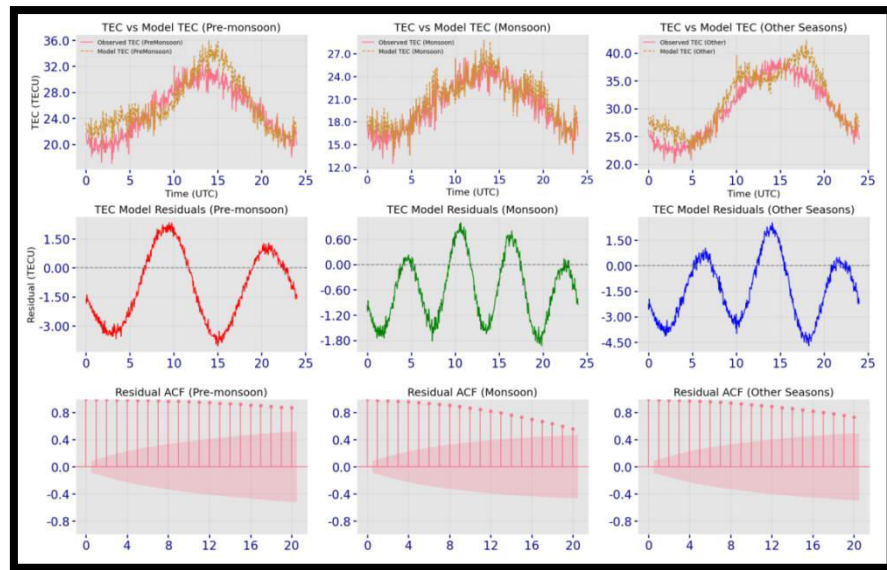 TEC vs Model TEC (Pre-monsoon)
TEC vs Model TEC (Monsoon)
TEC vs Model TEC (Other Seasons)
Observed TEC (PreMonsoon)
Model TEC (PreMonsoon)
Observed TEC (Monsoon)
Model TEC (Monsoon)
Observed TEC (Other)
Model TEC (Other)
TEC (TECU)
36.0
32.0
28.0
24.0
20.0
27.0
24.0
21.0
18.0
15.0
12.0
40.0
35.0
30.0
25.0
20.0
0 5 10 15 20 25
0 5 10 15 20 25
0 5 10 15 20 25
Time (UTC)
Time (UTC)
Time (UTC)
TEC Model Residuals (Pre-monsoon)
TEC Model Residuals (Monsoon)
TEC Model Residuals (Other Seasons)
Residual (TECU)
1.50
0.00
-1.50
-3.00
0.60
0.00
-0.60
-1.20
-1.80
1.50
0.00
-1.50
-3.00
-4.50
0 5 10 15 20 25
0 5 10 15 20 25
0 5 10 15 20 25
Residual ACF (Pre-monsoon)
Residual ACF (Monsoon)
Residual ACF (Other Seasons)
0.8
0.4
0.0
-0.4
-0.8
0.8
0.4
0.0
-0.4
-0.8
0.8
0.4
0.0
-0.4
-0.8
0 4 8 12 16 20
0 4 8 12 16 20
0 4 8 12 16 20